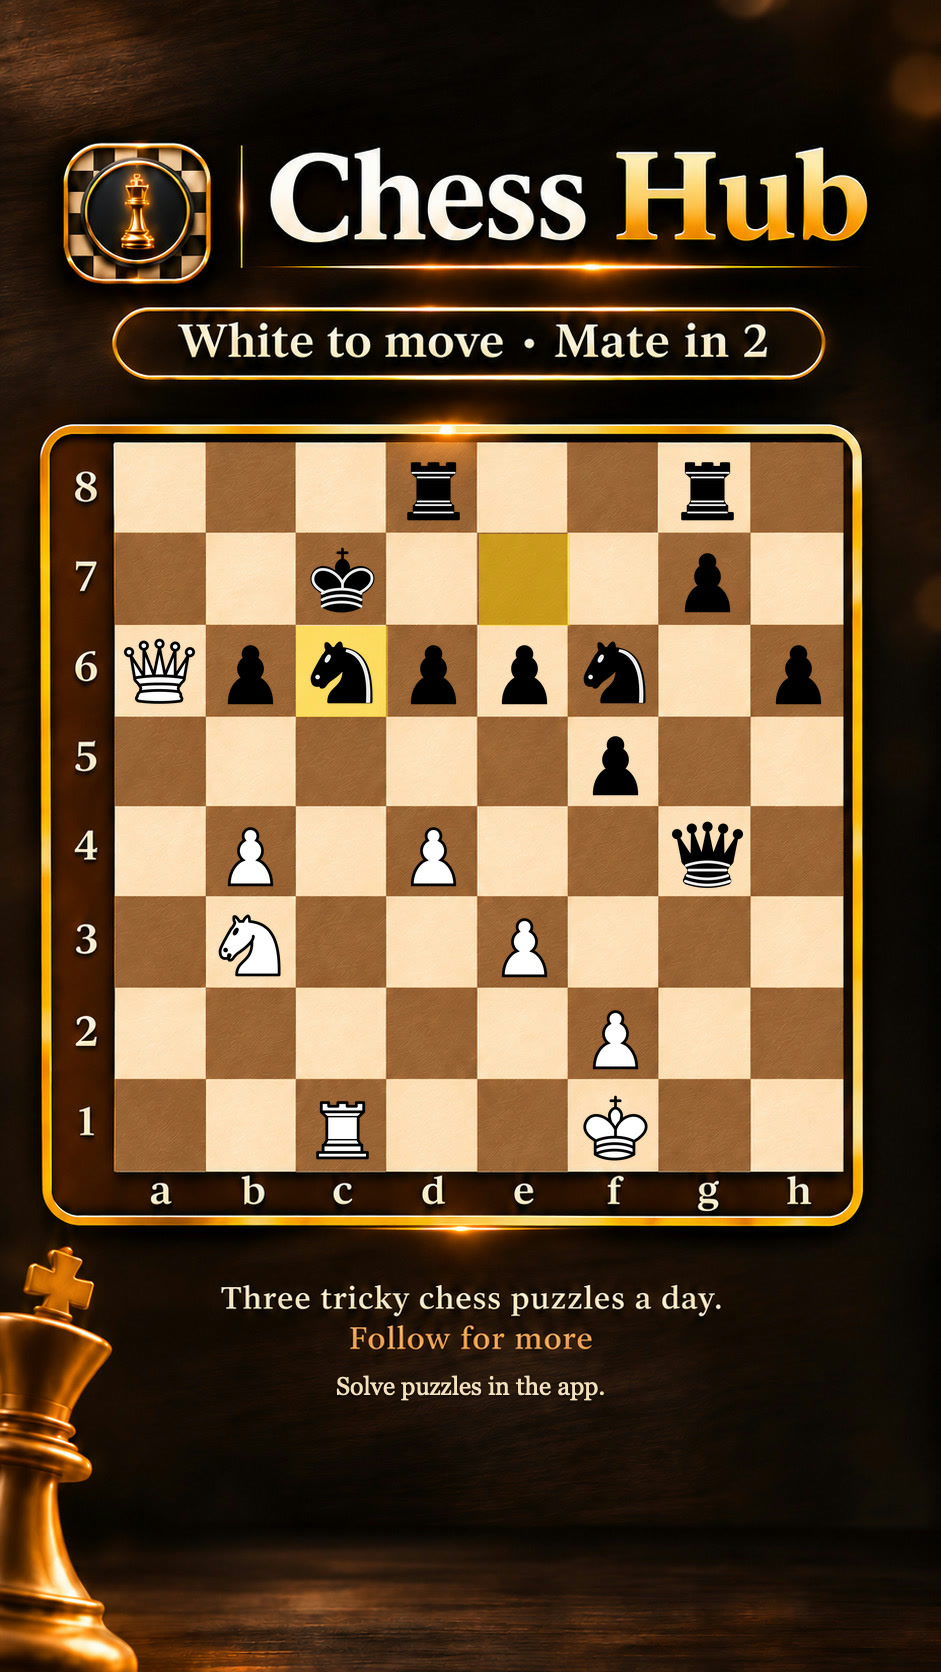 Chess Hub
White to move • Mate in 2
8
7
6
5
4
3
2
1
a b c d e f g h
Three tricky chess puzzles a day.
Follow for more
Solve puzzles in the app.